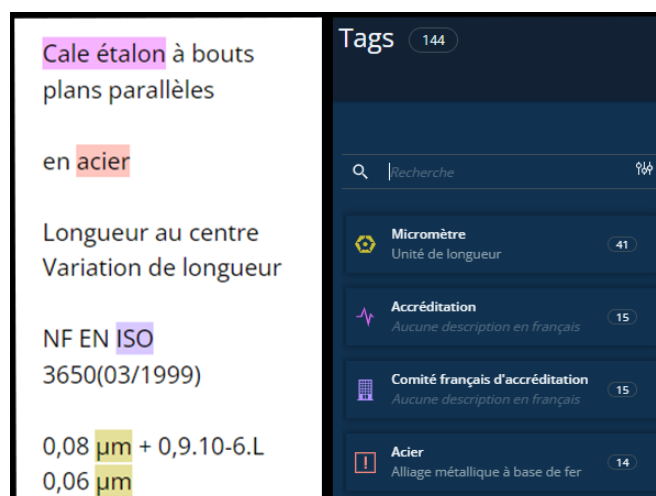 Cale étalon à bouts
plans parallèles
en acier
Longueur au centre
Variation de longueur
NF EN ISO
3650(03/1999)
0,08 µm + 0,9.10-6.L
0,06 µm
Tags 144
Recherche
Micromètre
Unité de longueur
41
Accréditation
Aucune description en français
15
Comité français d'accréditation
Aucune description en français
15
Acier
Alliage métallique à base de fer
14